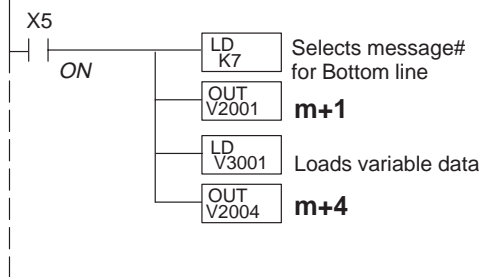 X5
ON
LD
K7
Selects message#
for Bottom line
OUT
V2001
m+1
LD
V3001
Loads variable data
OUT
V2004
m+4